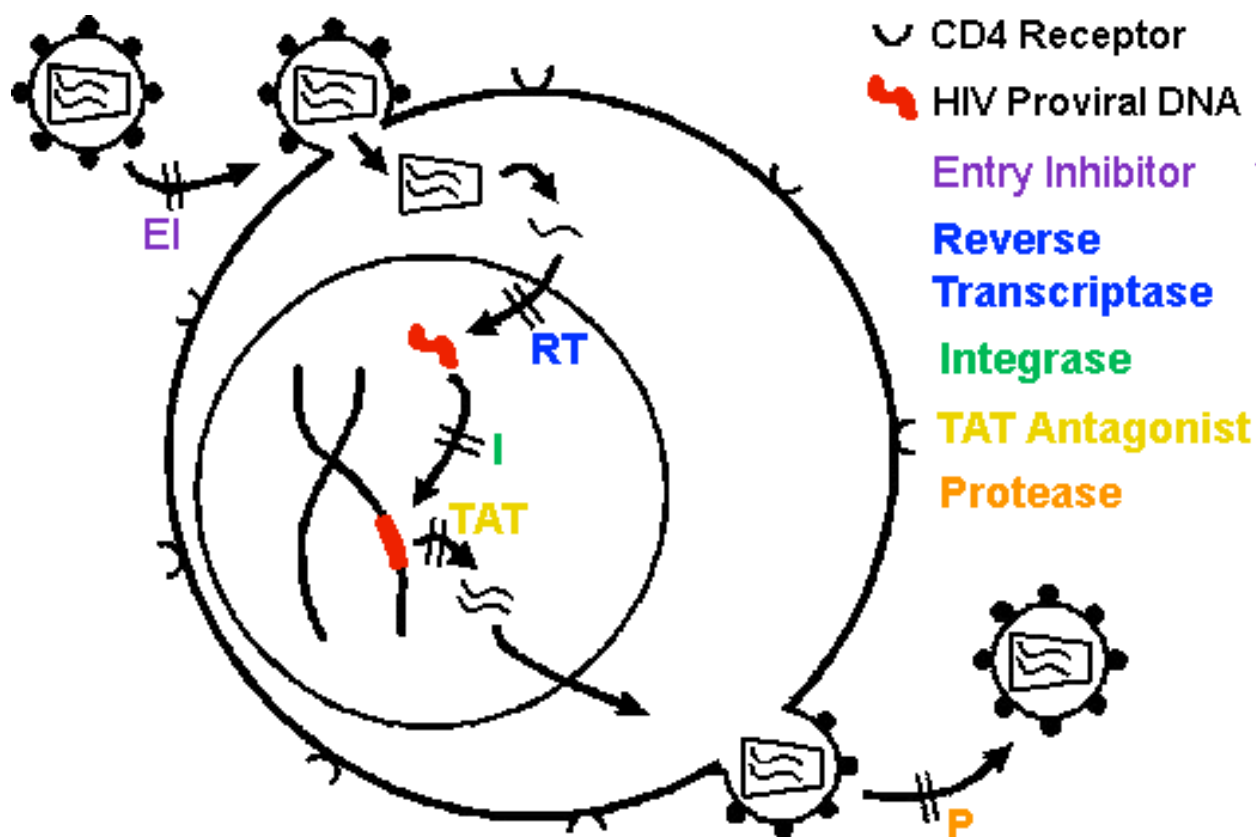 CD4 Receptor
HIV Proviral DNA
Entry Inhibitor
Reverse
Transcriptase
Integrase
TAT Antagonist
Protease
EI
RT
I
TAT
P